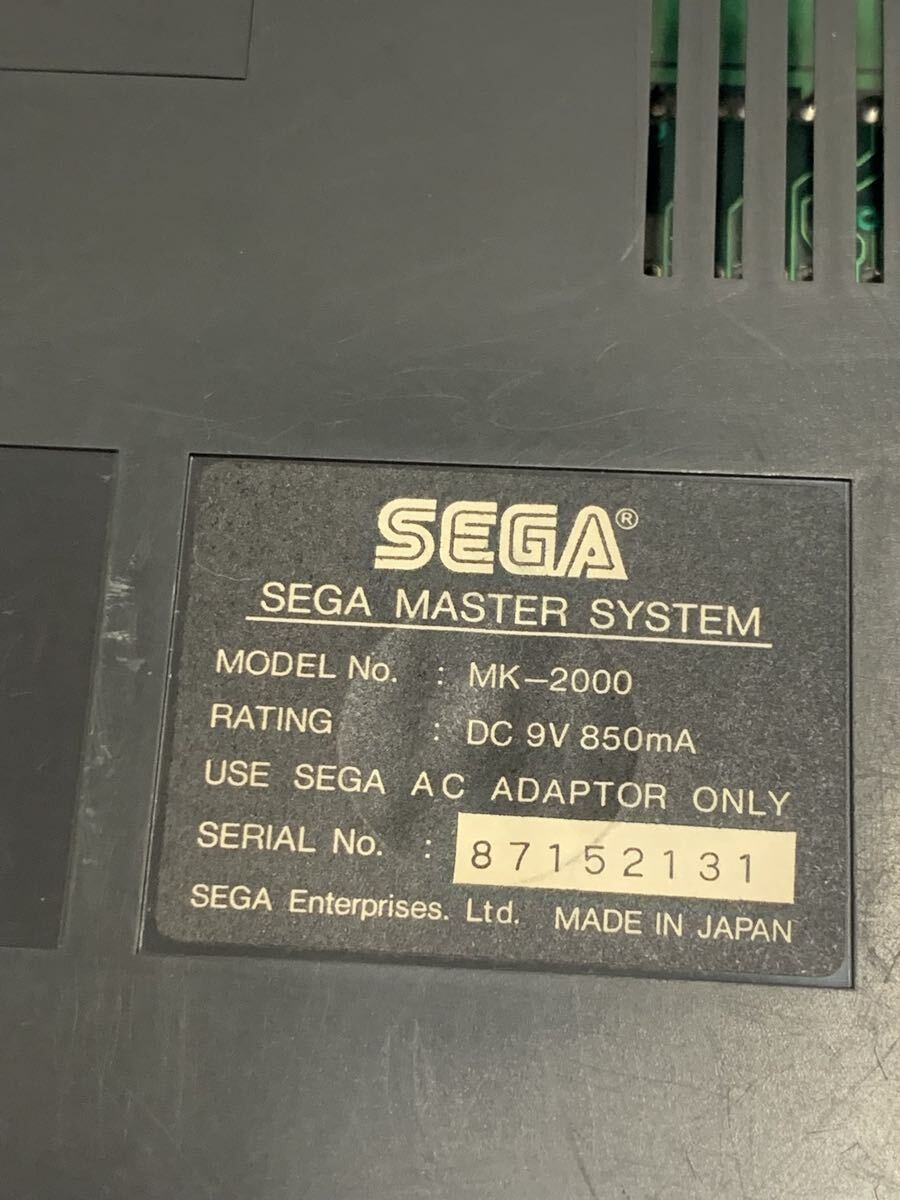 SEGA®
SEGA MASTER SYSTEM
MODEL No. : MK-2000
RATING : DC 9V 850mA
USE SEGA AC ADAPTOR ONLY
SERIAL No. : 87152131
SEGA Enterprises. Ltd. MADE IN JAPAN